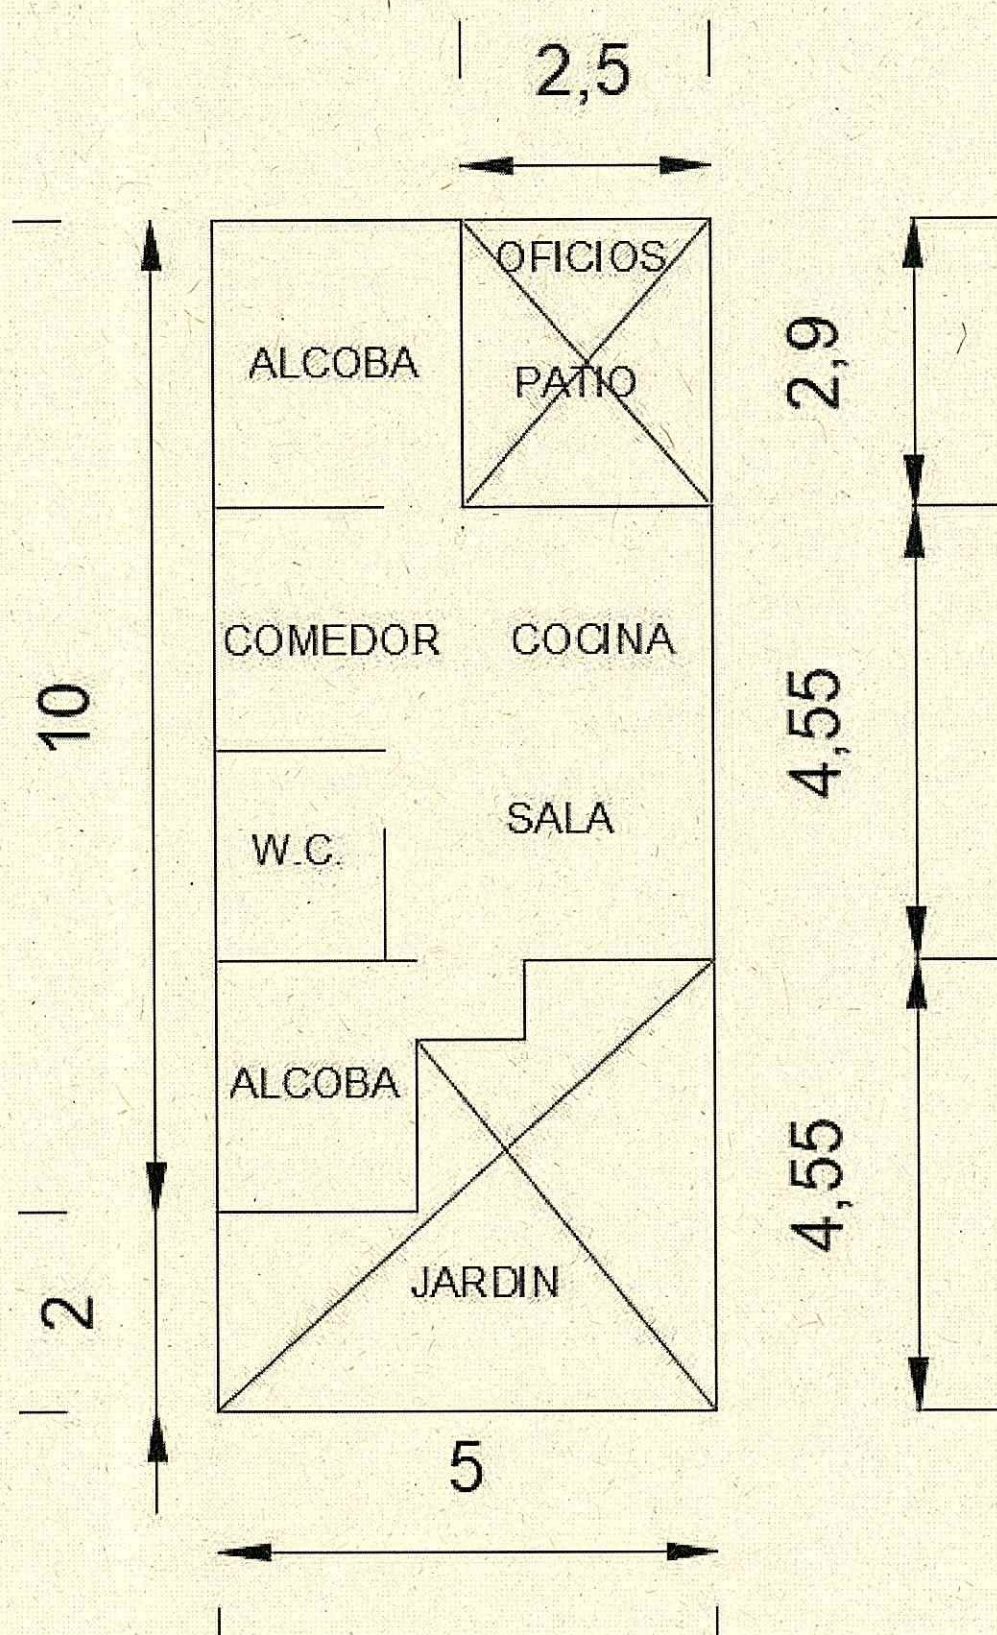 2,5
OFICIOS
ALCOBA
PATIO
2,9
COMEDOR
COCINA
10
4,55
SALA
W.C.
ALCOBA
4,55
JARDIN
2
5